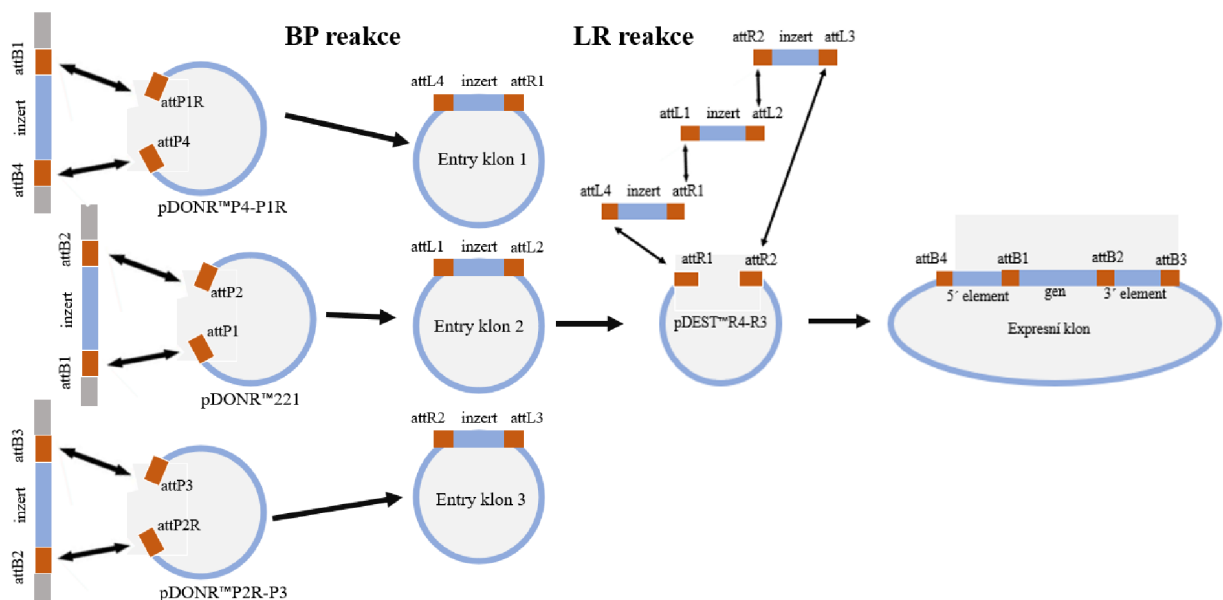 BP reakce
LR reakce
attB1
inzert
attB4
attP1R
attP4
pDONR™P4-P1R
attL4 inzert attR1
Entry klon 1
attB2
inzert
attB1
attP2
attP1
pDONR™221
attL1 inzert attL2
Entry klon 2
attB3
inzert
attB2
attP3
attP2R
pDONR™P2R-P3
attR2 inzert attL3
Entry klon 3
attR2 attL3
inzert
attL1 attL2
inzert
attL4 inzert attR1
attR1 attR2
pDEST™R4-R3
attB4 attB1 attB2 attB3
5´ element gen 3´ element
Expresní klon